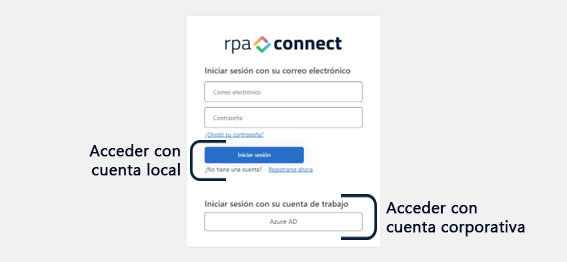 rpa connect
Iniciar sesión con su correo electrónico
Correo electrónico
Contraseña
¿Olvidó su contraseña?
Iniciar sesión
¿No tiene una cuenta? Registrarse ahora
Acceder con
cuenta local
Iniciar sesión con su cuenta de trabajo
Azure AD
Acceder con
cuenta corporativa